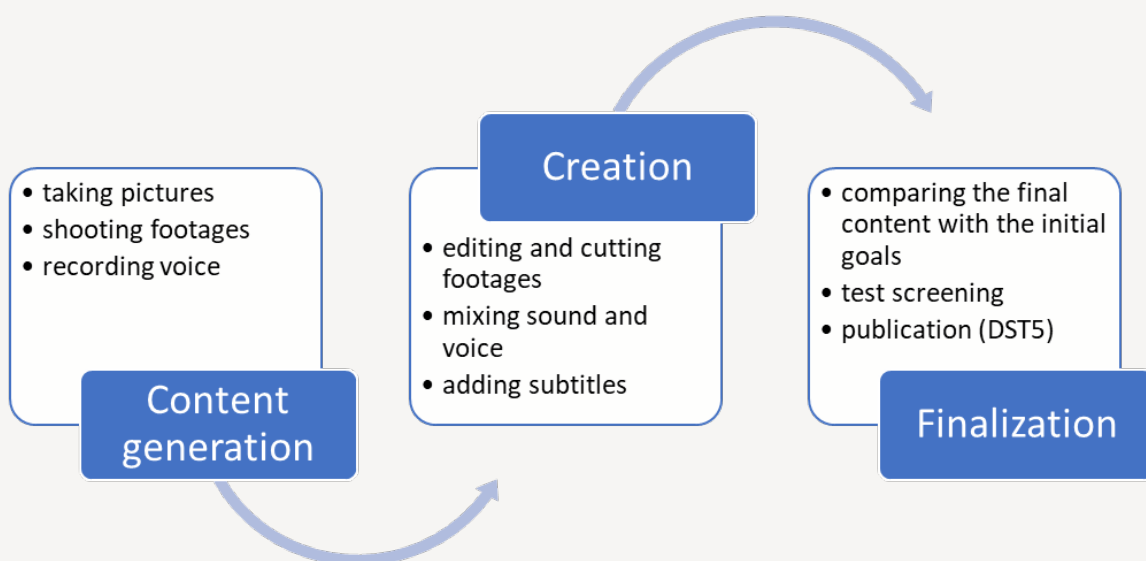 • taking pictures
• shooting footages
• recording voice
Content
generation
Creation
• editing and cutting
footages
• mixing sound and
voice
• adding subtitles
• comparing the final
content with the initial
goals
• test screening
• publication (DST5)
Finalization